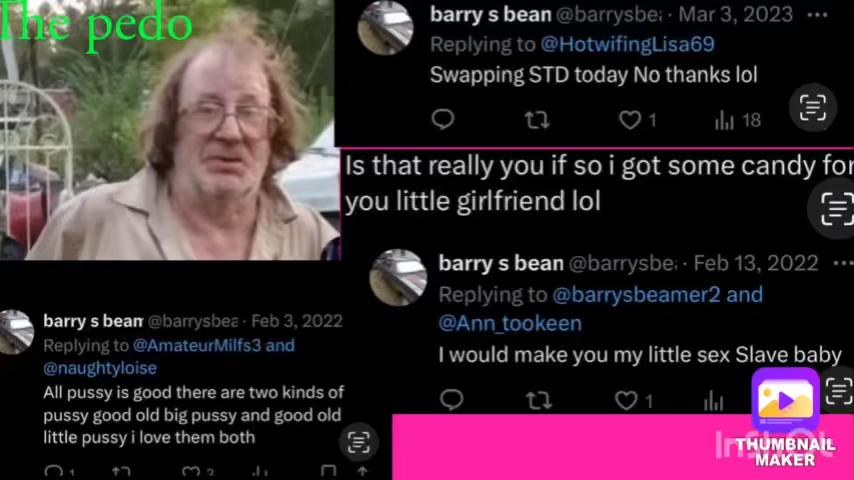 The pedo
barry s bean @barrysbe: · Mar 3, 2023 ···
Replying to @HotwifingLisa69
Swapping STD today No thanks lol
1
18
Is that really you if so i got some candy for
you little girlfriend lol
barry s bean @barrysbe: · Feb 13, 2022 ···
Replying to @barrysbeamer2 and
@Ann_tookeen
I would make you my little sex Slave baby
1
barry s bean @barrysbea · Feb 3, 2022
Replying to @AmateurMilfs3 and
@naughtyloise
All pussy is good there are two kinds of
pussy good old big pussy and good old
little pussy i love them both
1
3
THUMBNAIL
MAKER